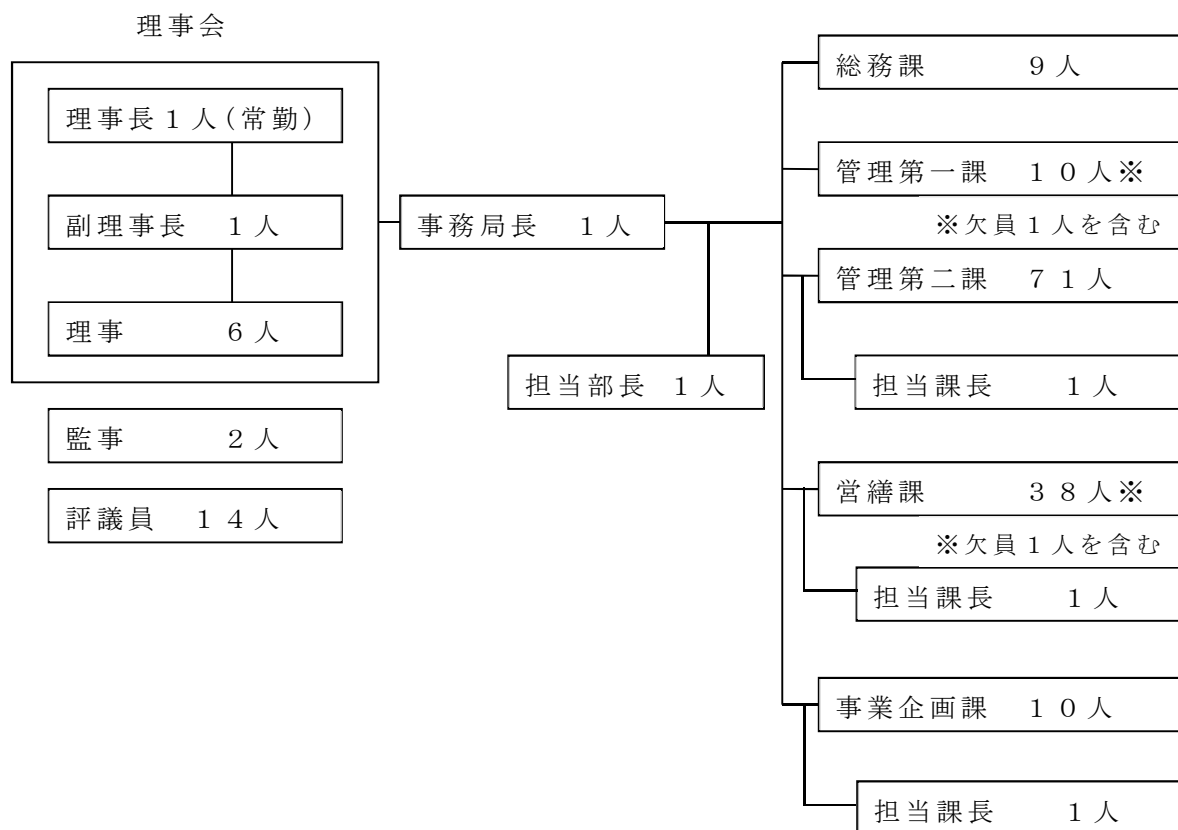 理事会
理事長１人(常勤)
副理事長　１人
理事　　　６人
監事　　　２人
評議員　１４人
事務局長　１人
担当部長　１人
総務課　　　９人
管理第一課　１０人※
※欠員１人を含む
管理第二課　７１人
担当課長　　１人
営繕課　　　３８人※
※欠員１人を含む
担当課長　　１人
事業企画課　１０人
担当課長　　１人